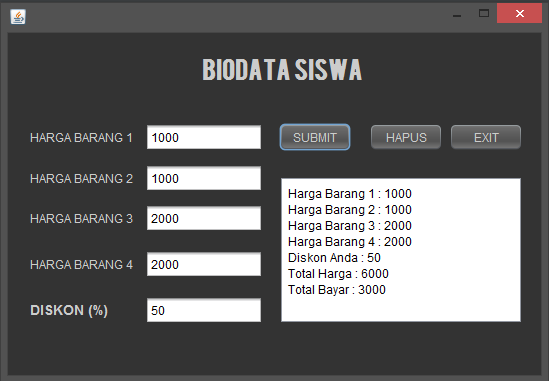 BIODATA SISWA
HARGA BARANG 1
1000
SUBMIT
HAPUS
EXIT
HARGA BARANG 2
1000
HARGA BARANG 3
2000
HARGA BARANG 4
2000
DISKON (%)
50
Harga Barang 1 : 1000
Harga Barang 2 : 1000
Harga Barang 3 : 2000
Harga Barang 4 : 2000
Diskon Anda : 50
Total Harga : 6000
Total Bayar : 3000